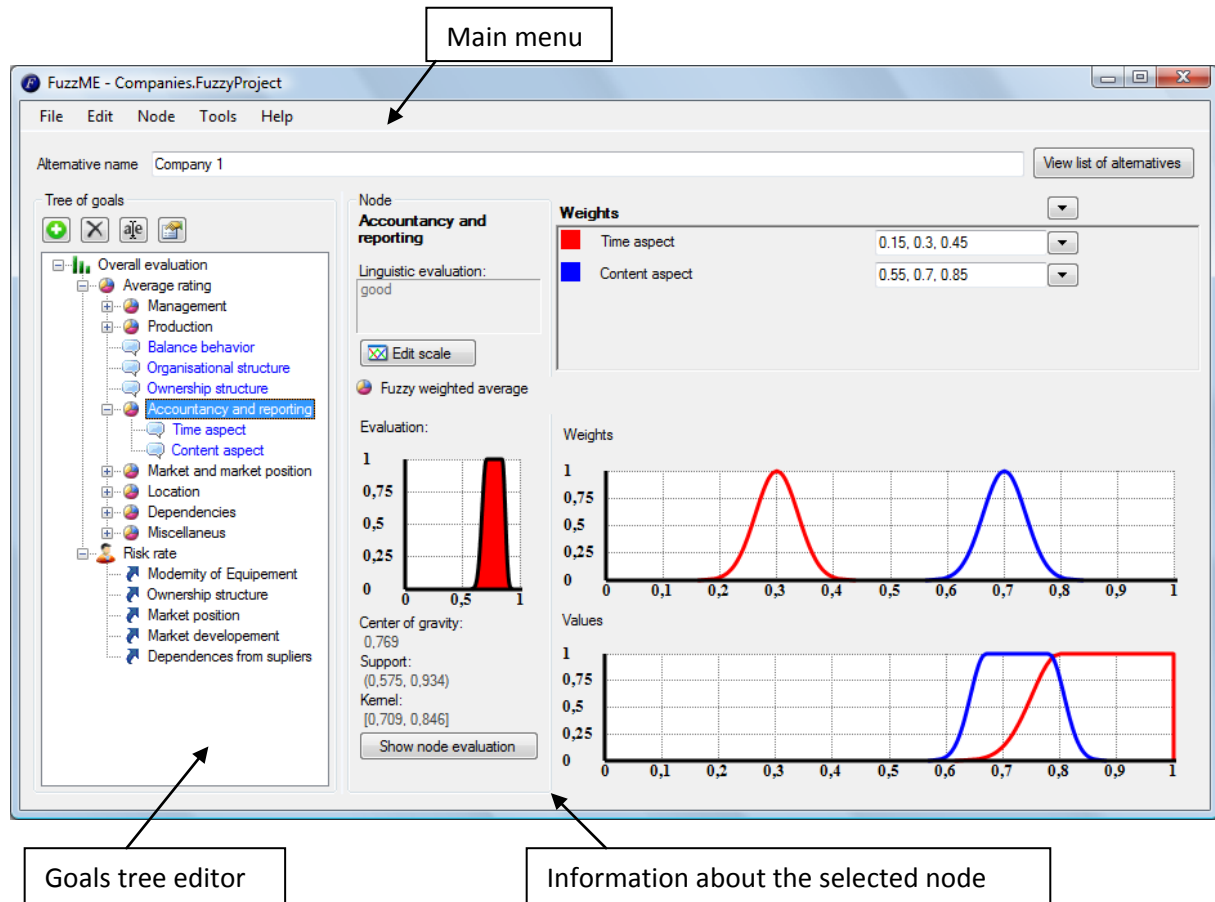 Main menu
FuzzME - Companies.FuzzyProject
File Edit Node Tools Help
Alternative name Company 1 View list of alternatives
Tree of goals
Overall evaluation
Average rating
Management
Production
Balance behavior
Organisational structure
Ownership structure
Accountancy and reporting
Time aspect
Content aspect
Market and market position
Location
Dependencies
Miscellaneus
Risk rate
Modernity of Equipement
Ownership structure
Market position
Market developement
Dependences from supliers
Node
Accountancy and
reporting
Linguistic evaluation:
good
Edit scale
Fuzzy weighted average
Evaluation:
1
0,75
0,5
0,25
0
0 0,5 1
Center of gravity:
0,769
Support:
(0,575, 0,934)
Kernel:
[0,709, 0,846]
Show node evaluation
Weights
Time aspect 0.15, 0.3, 0.45
Content aspect 0.55, 0.7, 0.85
Weights
1
0,75
0,5
0,25
0
0 0,1 0,2 0,3 0,4 0,5 0,6 0,7 0,8 0,9 1
Values
1
0,75
0,5
0,25
0
0 0,1 0,2 0,3 0,4 0,5 0,6 0,7 0,8 0,9 1
Goals tree editor
Information about the selected node